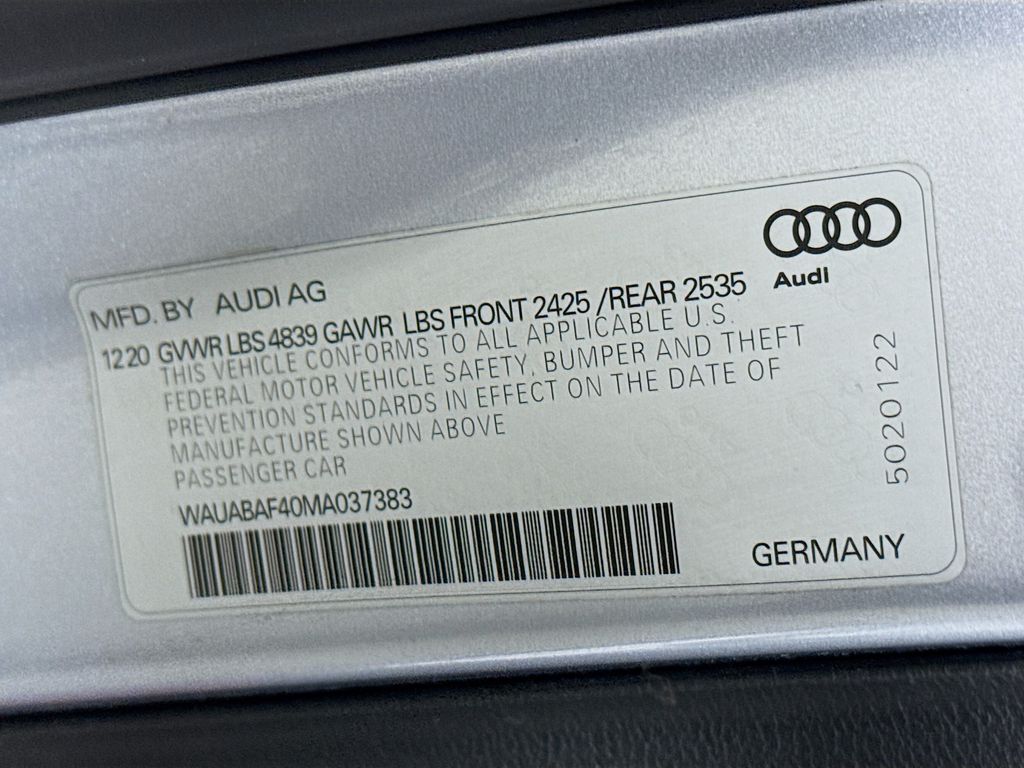 Audi
MFD. BY AUDI AG
1220 GVWR LBS 4839 GAWR LBS FRONT 2425 /REAR 2535
THIS VEHICLE CONFORMS TO ALL APPLICABLE U.S.
FEDERAL MOTOR VEHICLE SAFETY, BUMPER AND THEFT
PREVENTION STANDARDS IN EFFECT ON THE DATE OF
MANUFACTURE SHOWN ABOVE
PASSENGER CAR
WAUABAF40MA037383
5020122
GERMANY